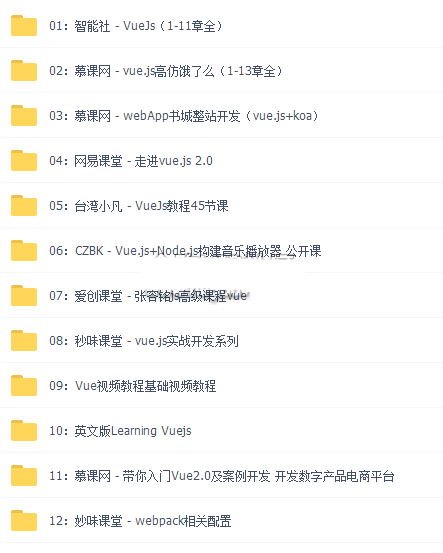 01：智能社 - VueJs（1-11章全）
02：慕课网 - vue.js高仿饿了么（1-13章全）
03：慕课网 - webApp书城整站开发（vue.js+koa）
04：网易课堂 - 走进vue.js 2.0
05：台湾小凡 - VueJs教程45节课
06：CZBK - Vue.js+Node.js构建音乐播放器 公开课
07：爱创课堂 - 张容铭js高级课程vue
08：秒味课堂 - vue.js实战开发系列
09：Vue视频教程基础视频教程
10：英文版Learning Vuejs
11：慕课网 - 带你入门Vue2.0及案例开发 开发数字产品电商平台
12：妙味课堂 - webpack相关配置